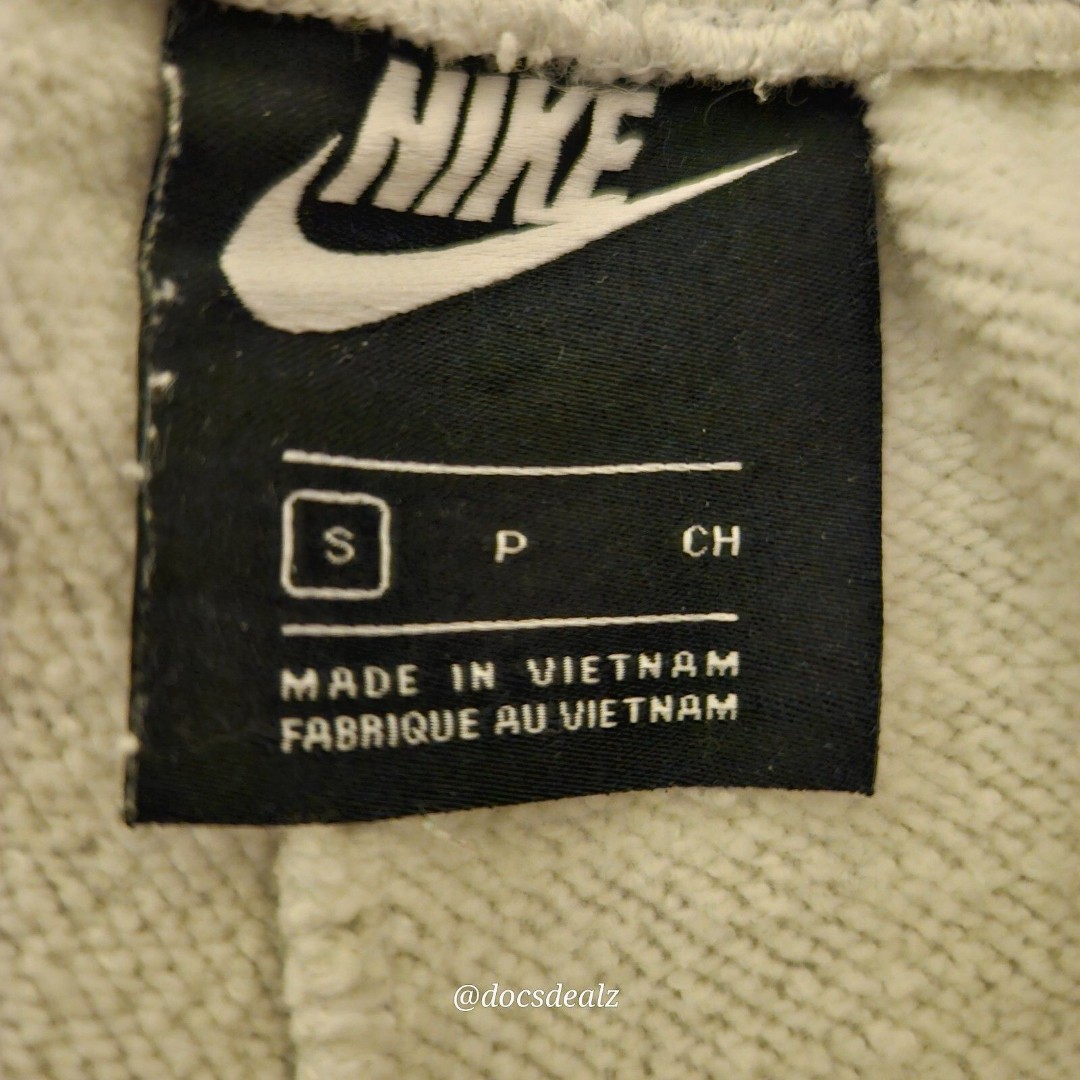 NIKE
S P CH
MADE IN VIETNAM
FABRIQUE AU VIETNAM
@docsdealz